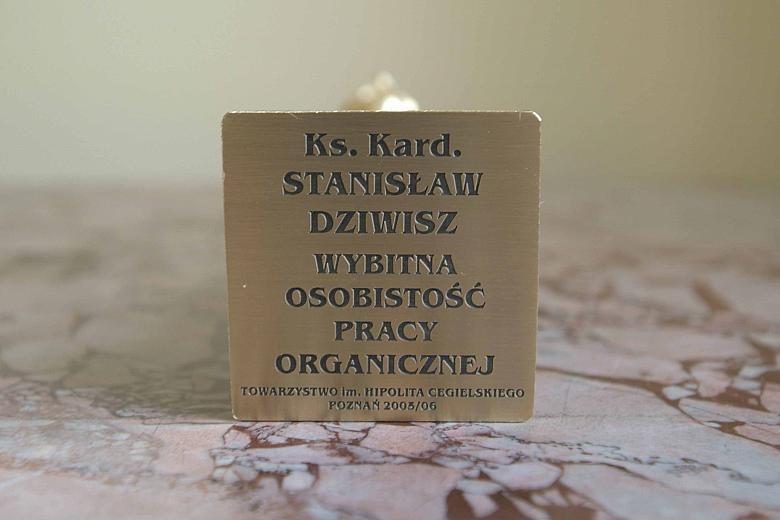 Ks. Kard.
STANISŁAW
DZIWISZ
WYBITNA
OSOBISTOŚĆ
PRACY
ORGANICZNEJ
TOWARZYSTWO im. HIPOLITA CEGIELSKIEGO
POZNAŃ 2005/06